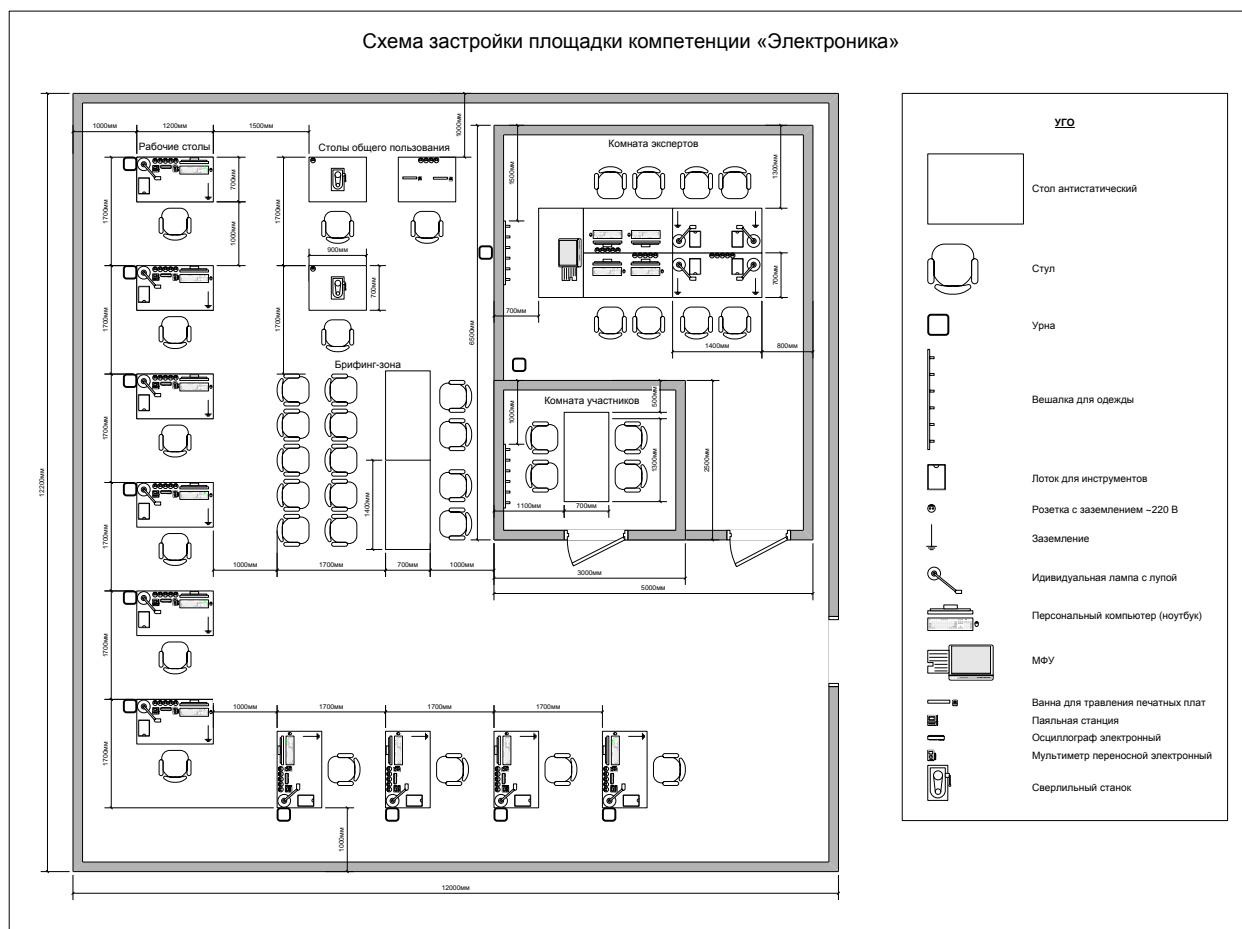 Схема застройки площадки компетенции «Электроника»
1000мм
1200мм
1500мм
1000мм
Рабочие столы
Столы общего пользования
Комната экспертов
1700мм
700мм
1000мм
1700мм
900мм
700мм
1700мм
1700мм
6500мм
1500мм
1300мм
700мм
700мм
1400мм
800мм
Брифинг-зона
Комната участников
1700мм
1400мм
1000мм
500мм
1300мм
2500мм
1100мм
700мм
12200мм
1700мм
1000мм
1700мм
700мм
1000мм
3000мм
5000мм
1700мм
1000мм
1700мм
1700мм
1700мм
1700мм
1000мм
12000мм
УГО
Стол антистатический
Стул
Урна
Вешалка для одежды
Лоток для инструментов
Розетка с заземлением ~220 В
Заземление
Идивидуальная лампа с лупой
Персональный компьютер (ноутбук)
МФУ
Ванна для травления печатных плат
Паяльная станция
Осциллограф электронный
Мультиметр переносной электронный
Сверлильный станок